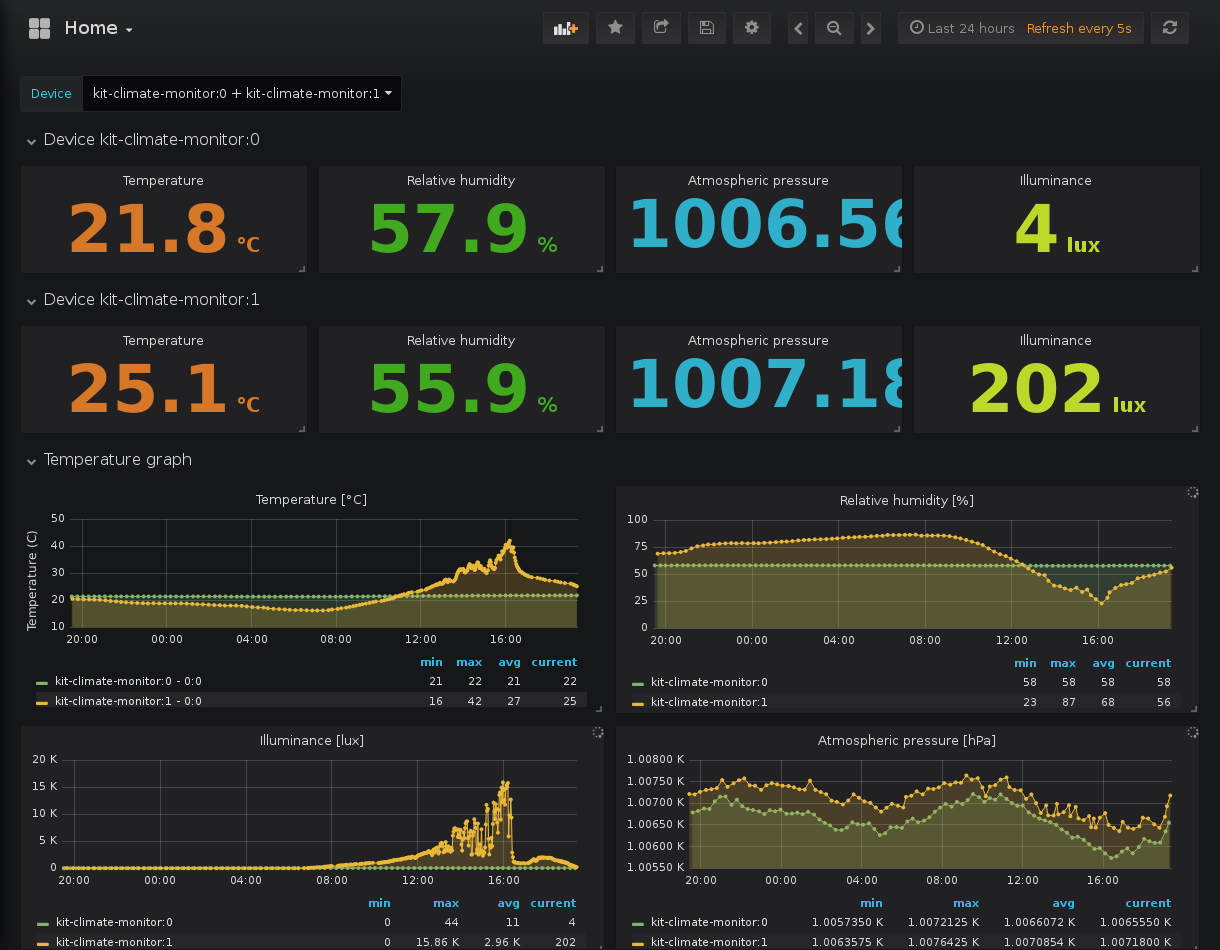 Home
Last 24 hours Refresh every 5s
Device kit-climate-monitor:0 + kit-climate-monitor:1
Device kit-climate-monitor:0
Temperature Relative humidity Atmospheric pressure Illuminance
21.8 °C 57.9 % 1006.56 4 lux
Device kit-climate-monitor:1
Temperature Relative humidity Atmospheric pressure Illuminance
25.1 °C 55.9 % 1007.18 202 lux
Temperature graph
Temperature [°C]
Temperature (C)
50
40
30
20
10
20:00 00:00 04:00 08:00 12:00 16:00
min max avg current
kit-climate-monitor:0 - 0:0 21 22 21 22
kit-climate-monitor:1 - 0:0 16 42 27 25
Relative humidity [%]
100
75
50
25
0
20:00 00:00 04:00 08:00 12:00 16:00
min max avg current
kit-climate-monitor:0 58 58 58 58
kit-climate-monitor:1 23 87 68 56
Illuminance [lux]
20 K
15 K
10 K
5 K
0
20:00 00:00 04:00 08:00 12:00 16:00
min max avg current
kit-climate-monitor:0 0 44 11 4
kit-climate-monitor:1 0 15.86 K 2.96 K 202
Atmospheric pressure [hPa]
1.00800 K
1.00750 K
1.00700 K
1.00650 K
1.00600 K
1.00550 K
20:00 00:00 04:00 08:00 12:00 16:00
min max avg current
kit-climate-monitor:0 1.0057350 K 1.0072125 K 1.0066072 K 1.0065550 K
kit-climate-monitor:1 1.0063575 K 1.0076425 K 1.0070854 K 1.0071800 K